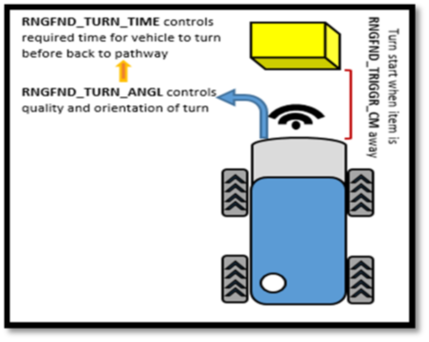 RNGFND_TURN_TIME controls
required time for vehicle to turn
before back to pathway
RNGFND_TURN_ANGL controls
quality and orientation of turn
Turn start when item is
RNGFND_TRIGGR_CM away